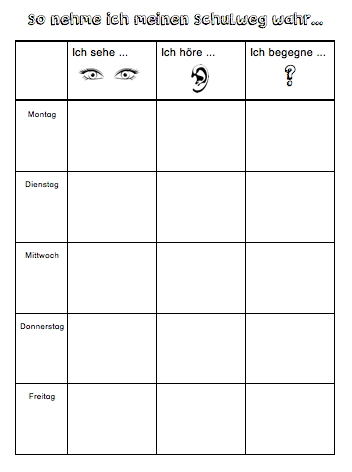 So nehme ich meinen Schulweg wahr...
Ich sehe ... Ich höre ... Ich begegne ...
?
Montag
Dienstag
Mittwoch
Donnerstag
Freitag